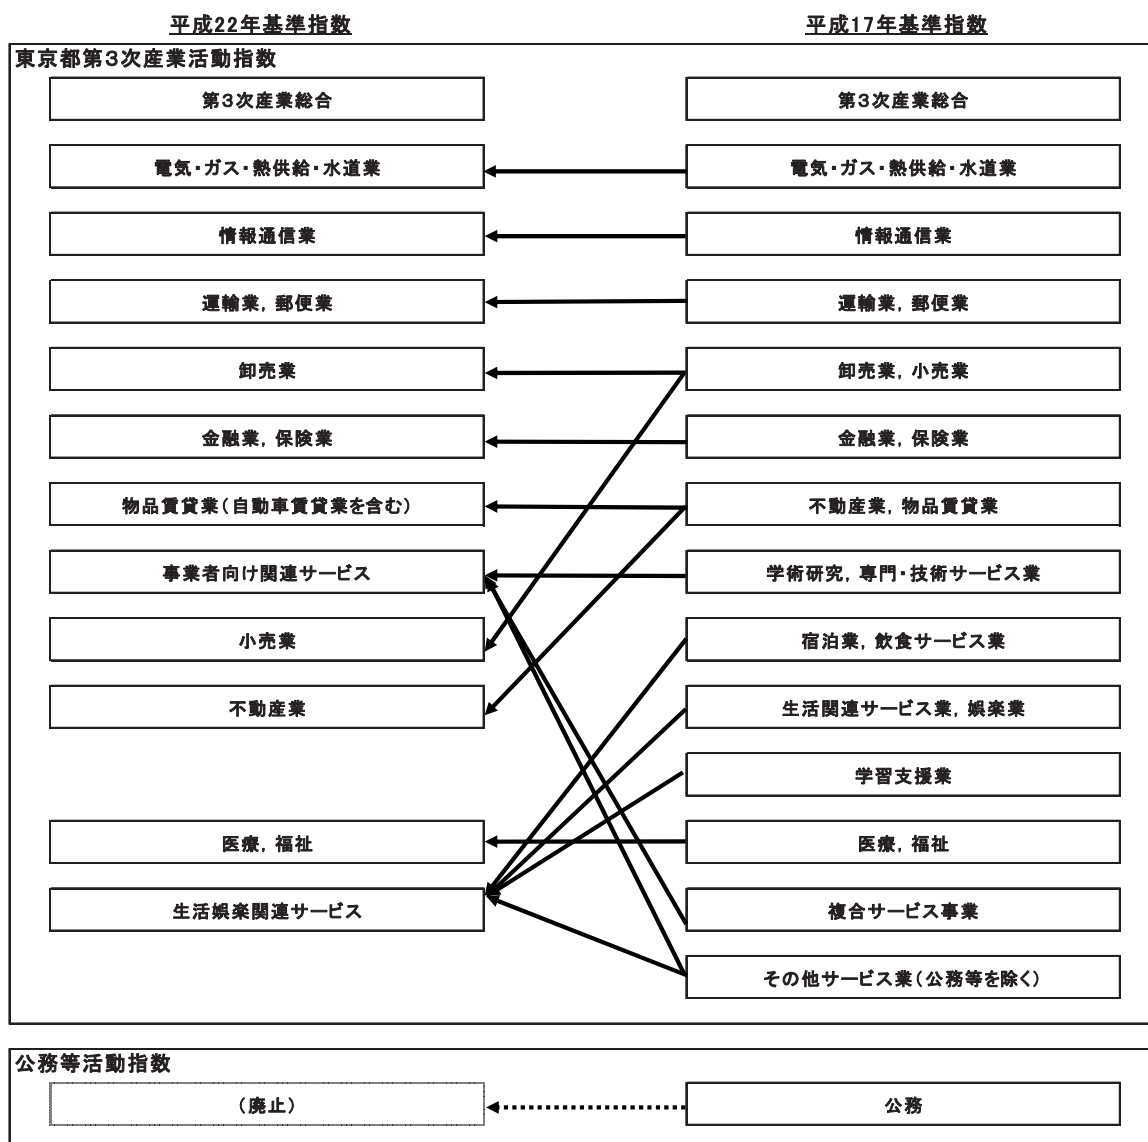 平成22年基準指数 平成17年基準指数
東京都第3次産業活動指数
第3次産業総合 第3次産業総合
電気・ガス・熱供給・水道業 電気・ガス・熱供給・水道業
情報通信業 情報通信業
運輸業, 郵便業 運輸業, 郵便業
卸売業 卸売業, 小売業
金融業, 保険業 金融業, 保険業
物品賃貸業(自動車賃貸業を含む) 不動産業, 物品賃貸業
事業者向け関連サービス 学術研究, 専門・技術サービス業
小売業 宿泊業, 飲食サービス業
不動産業 生活関連サービス業, 娯楽業
学習支援業
医療, 福祉 医療, 福祉
生活娯楽関連サービス 複合サービス事業
その他サービス業(公務等を除く)
公務等活動指数
(廃止) 公務